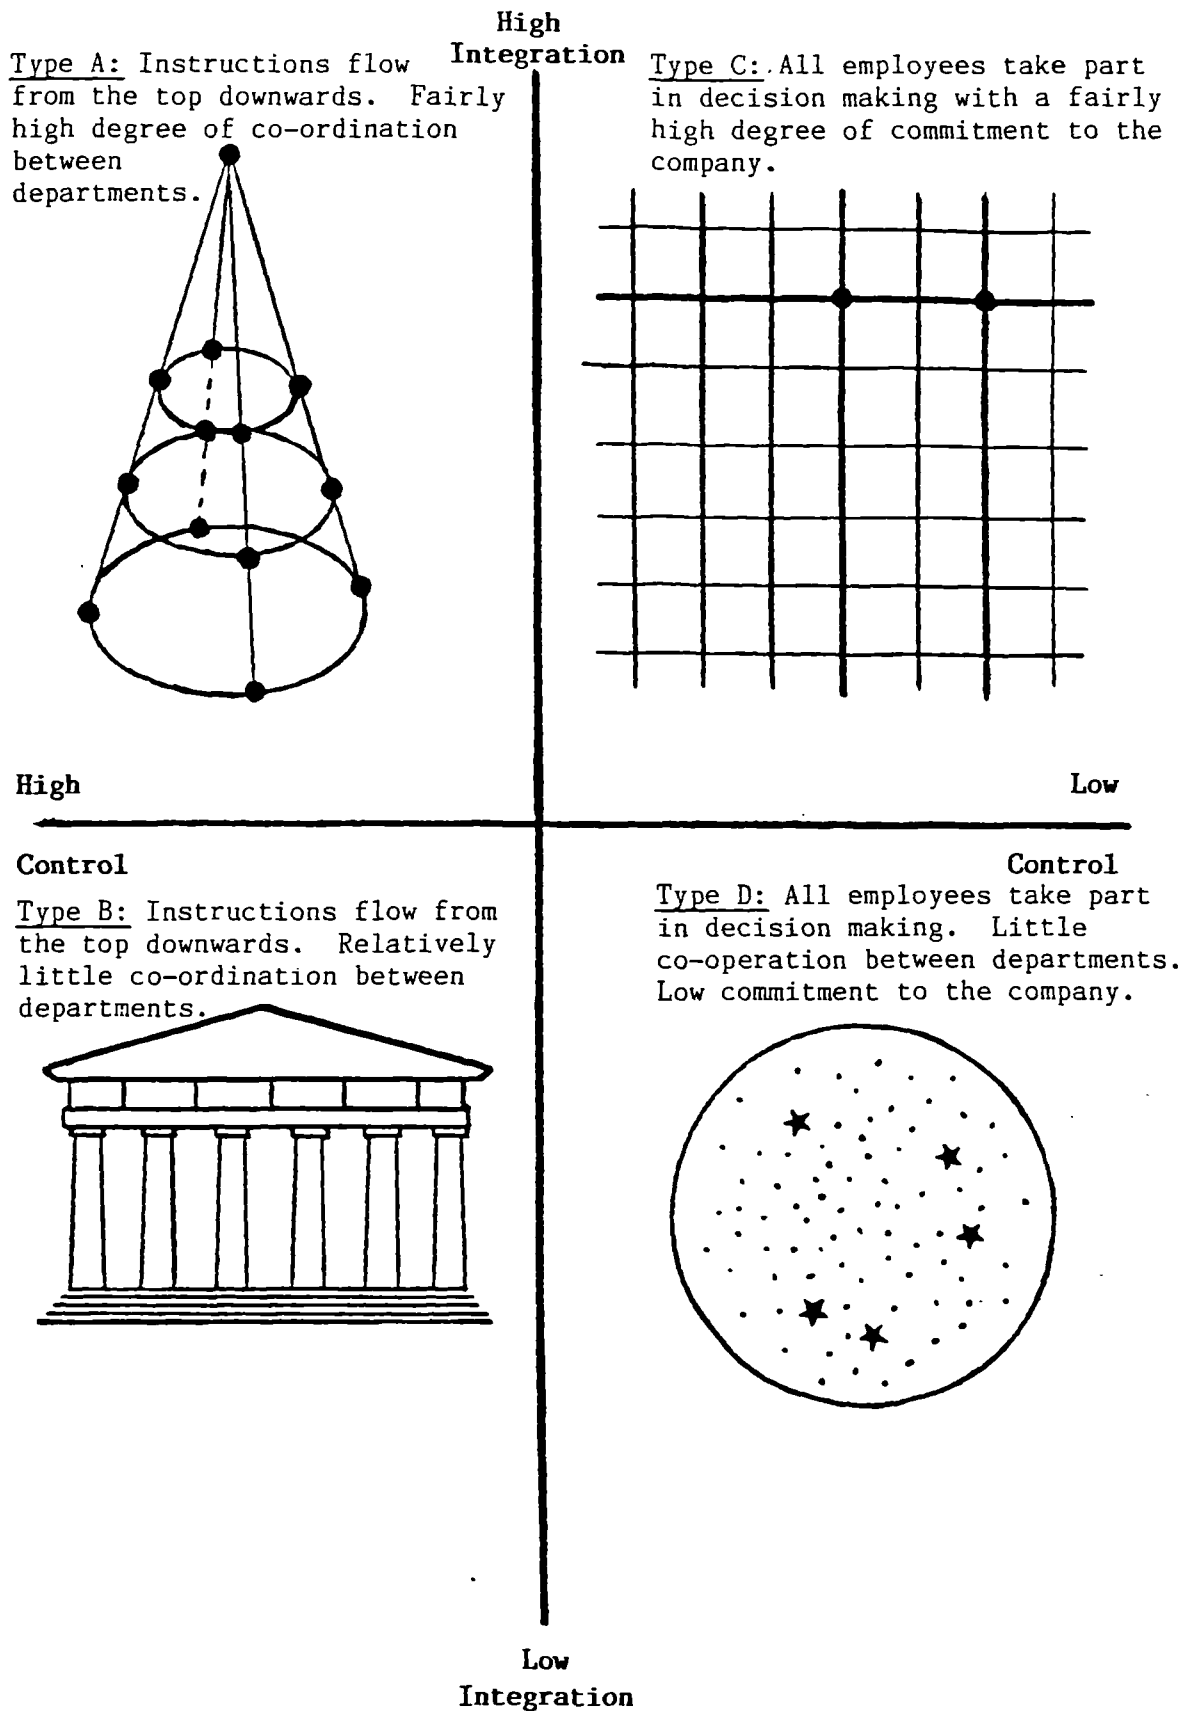 High
Integration
Type A: Instructions flow
from the top downwards. Fairly
high degree of co-ordination
between
departments.
Type C: All employees take part
in decision making with a fairly
high degree of commitment to the
company.
High
Low
Control
Control
Type B: Instructions flow from
the top downwards. Relatively
little co-ordination between
departments.
Type D: All employees take part
in decision making. Little
co-operation between departments.
Low commitment to the company.
Low
Integration